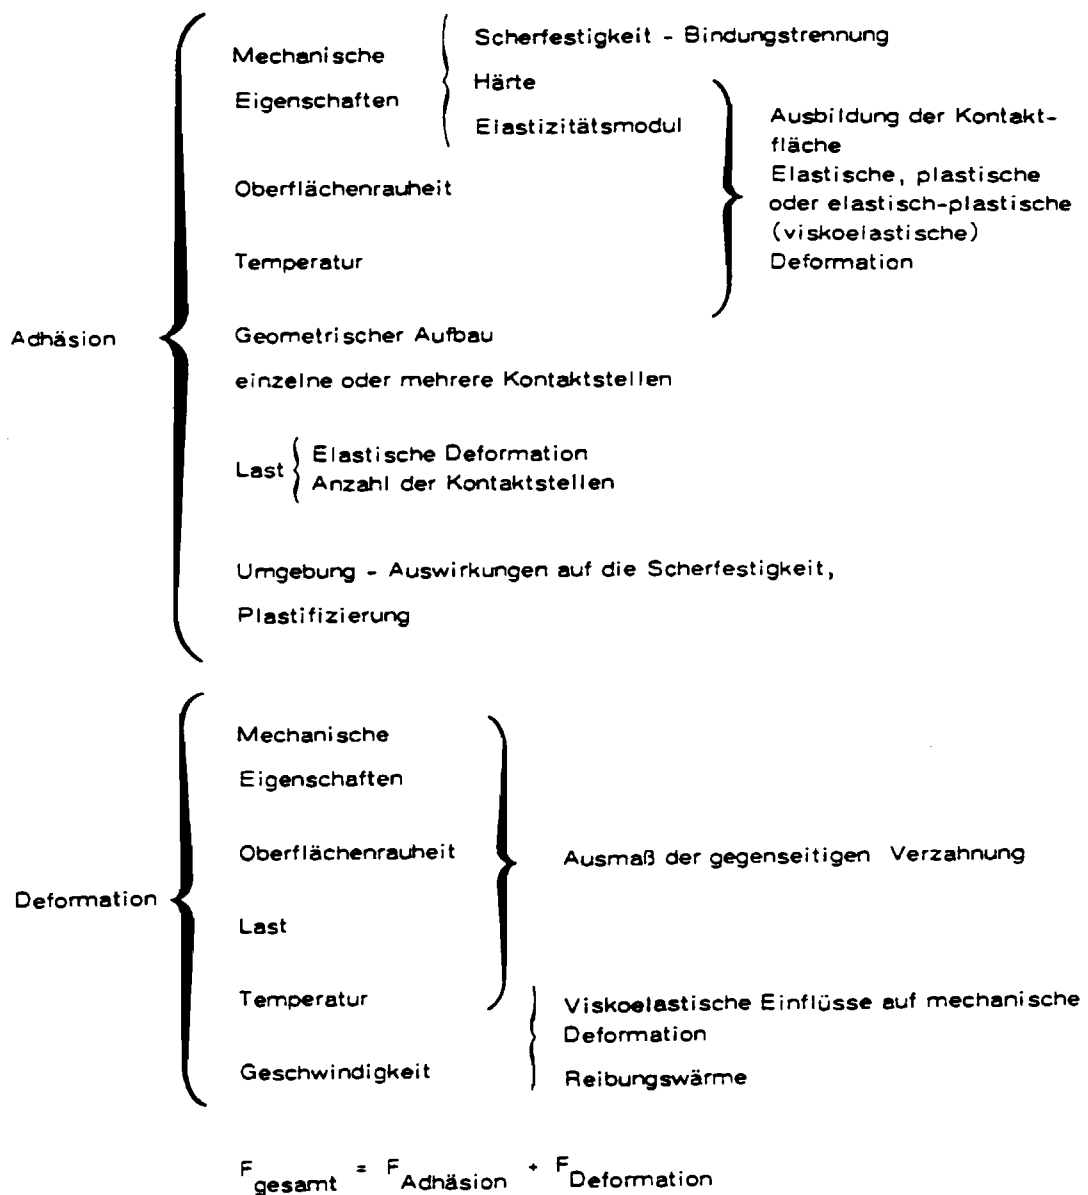 Scherfestigkeit - Bindungstrennung
Mechanische
Härte
Eigenschaften
Elastizitätsmodul
Ausbildung der Kontakt-
fläche
Elastische, plastische
oder elastisch-plastische
(viskoelastische)
Deformation
Oberflächenrauheit
Temperatur
Adhäsion
Geometrischer Aufbau
einzelne oder mehrere Kontaktstellen
Last
Elastische Deformation
Anzahl der Kontaktstellen
Umgebung - Auswirkungen auf die Scherfestigkeit,
Plastifizierung
Mechanische
Eigenschaften
Oberflächenrauheit
Ausmaß der gegenseitigen Verzahnung
Deformation
Last
Temperatur
Viskoelastische Einflüsse auf mechanische
Deformation
Geschwindigkeit
Reibungswärme
F gesamt = F Adhäsion + F Deformation